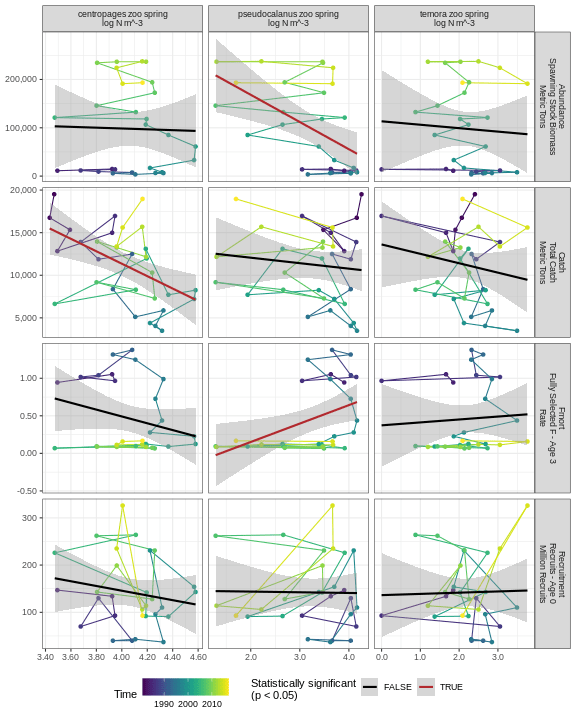 centropages zoo spring
log N m^-3
pseudocalanus zoo spring
log N m^-3
temora zoo spring
log N m^-3
200,000
100,000
0
Abundance
Spawning Stock Biomass
Metric Tons
20,000
15,000
10,000
5,000
Catch
Total Catch
Metric Tons
1.00
0.50
0.00
-0.50
Fmort
Fully Selected F - Age 3
Rate
300
200
100
Recruitment
Recruits - Age 0
Million Recruits
3.40 3.60 3.80 4.00 4.20 4.40 4.60
2.0 3.0 4.0
0.0 1.0 2.0 3.0
Time
1990 2000 2010
Statistically significant
(p < 0.05)
FALSE
TRUE